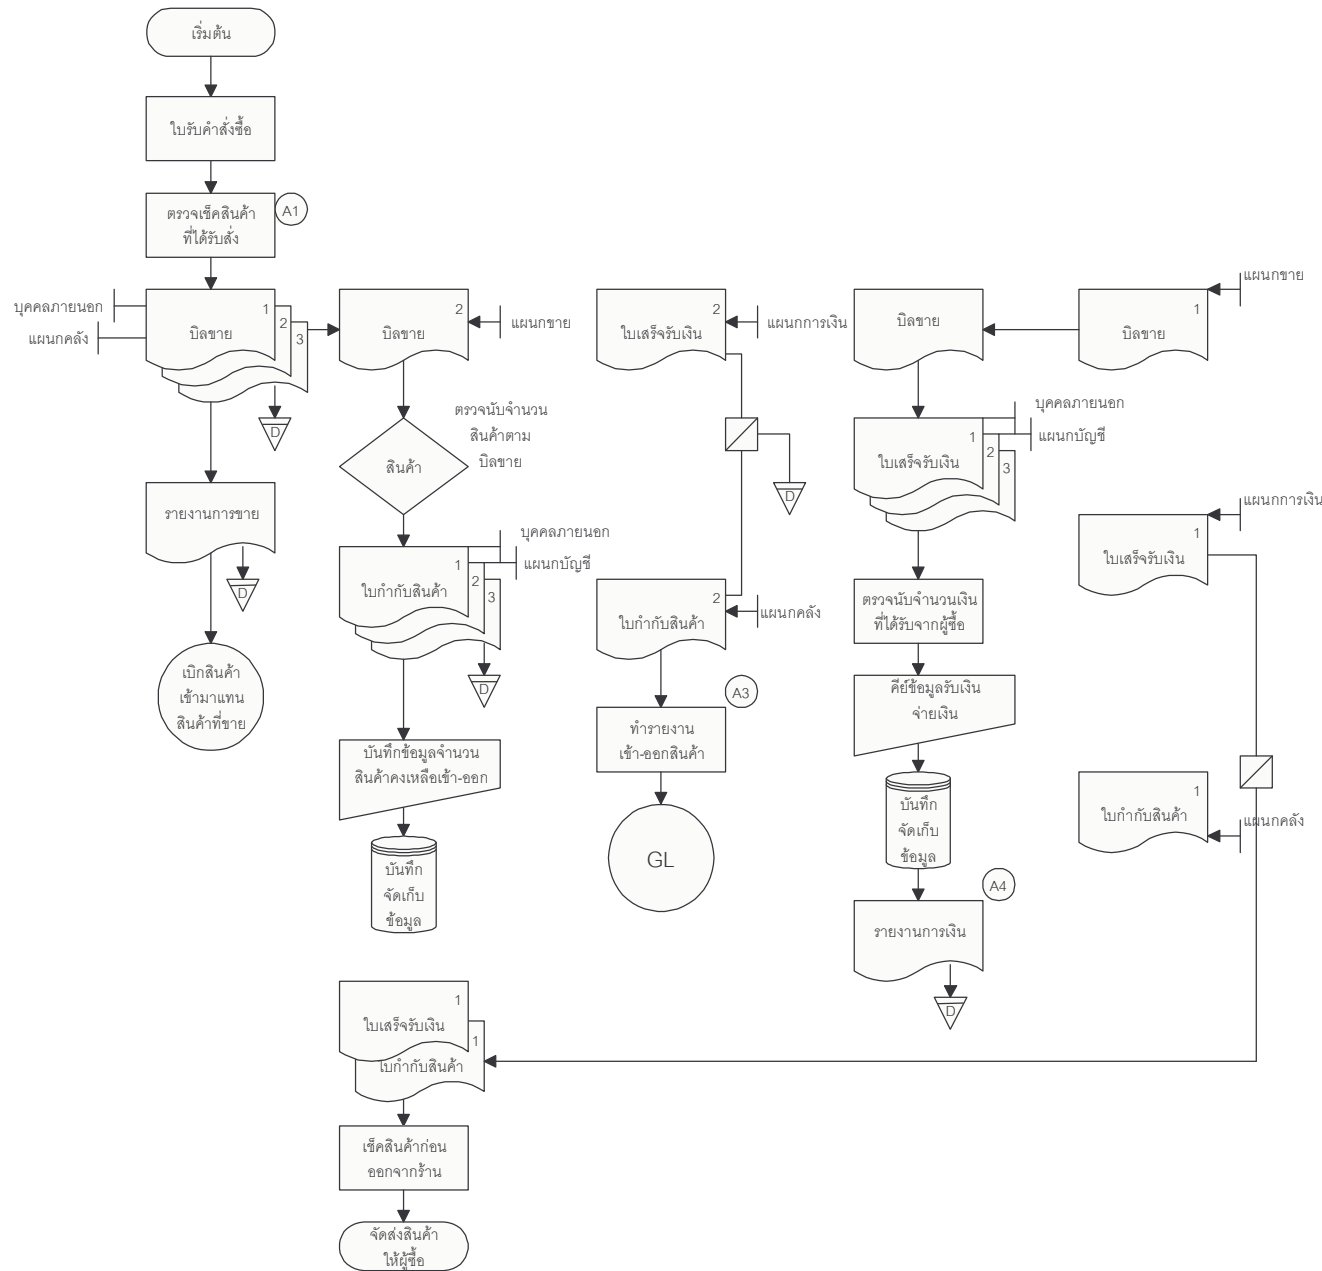 เริ่มต้น
ใบรับคำสั่งซื้อ
ตรวจเช็คสินค้า
ที่ได้รับสั่ง
A1
บุคคลภายนอก
แผนกคลัง
บิลขาย
1
2
3
D
รายงานการขาย
D
เบิกสินค้า
เข้ามาแทน
สินค้าที่ขาย
2
บิลขาย
แผนกขาย
ตรวจนับจำนวน
สินค้าตาม
บิลขาย
สินค้า
บุคคลภายนอก
แผนกบัญชี
ใบกำกับสินค้า
1
2
3
D
บันทึกข้อมูลจำนวน
สินค้าคงเหลือเข้า-ออก
บันทึก
จัดเก็บ
ข้อมูล
2
ใบเสร็จรับเงิน
แผนกการเงิน
D
2
ใบกำกับสินค้า
แผนกคลัง
A3
ทำรายงาน
เข้า-ออกสินค้า
GL
บิลขาย
บุคคลภายนอก
แผนกบัญชี
ใบเสร็จรับเงิน
1
2
3
ตรวจนับจำนวนเงิน
ที่ได้รับจากผู้ซื้อ
คีย์ข้อมูลรับเงิน
จ่ายเงิน
บันทึก
จัดเก็บ
ข้อมูล
A4
รายงานการเงิน
D
แผนกขาย
1
บิลขาย
แผนกการเงิน
1
ใบเสร็จรับเงิน
1
ใบกำกับสินค้า
แผนกคลัง
1
ใบเสร็จรับเงิน
1
ใบกำกับสินค้า
เช็คสินค้าก่อน
ออกจากร้าน
จัดส่งสินค้า
ให้ผู้ซื้อ